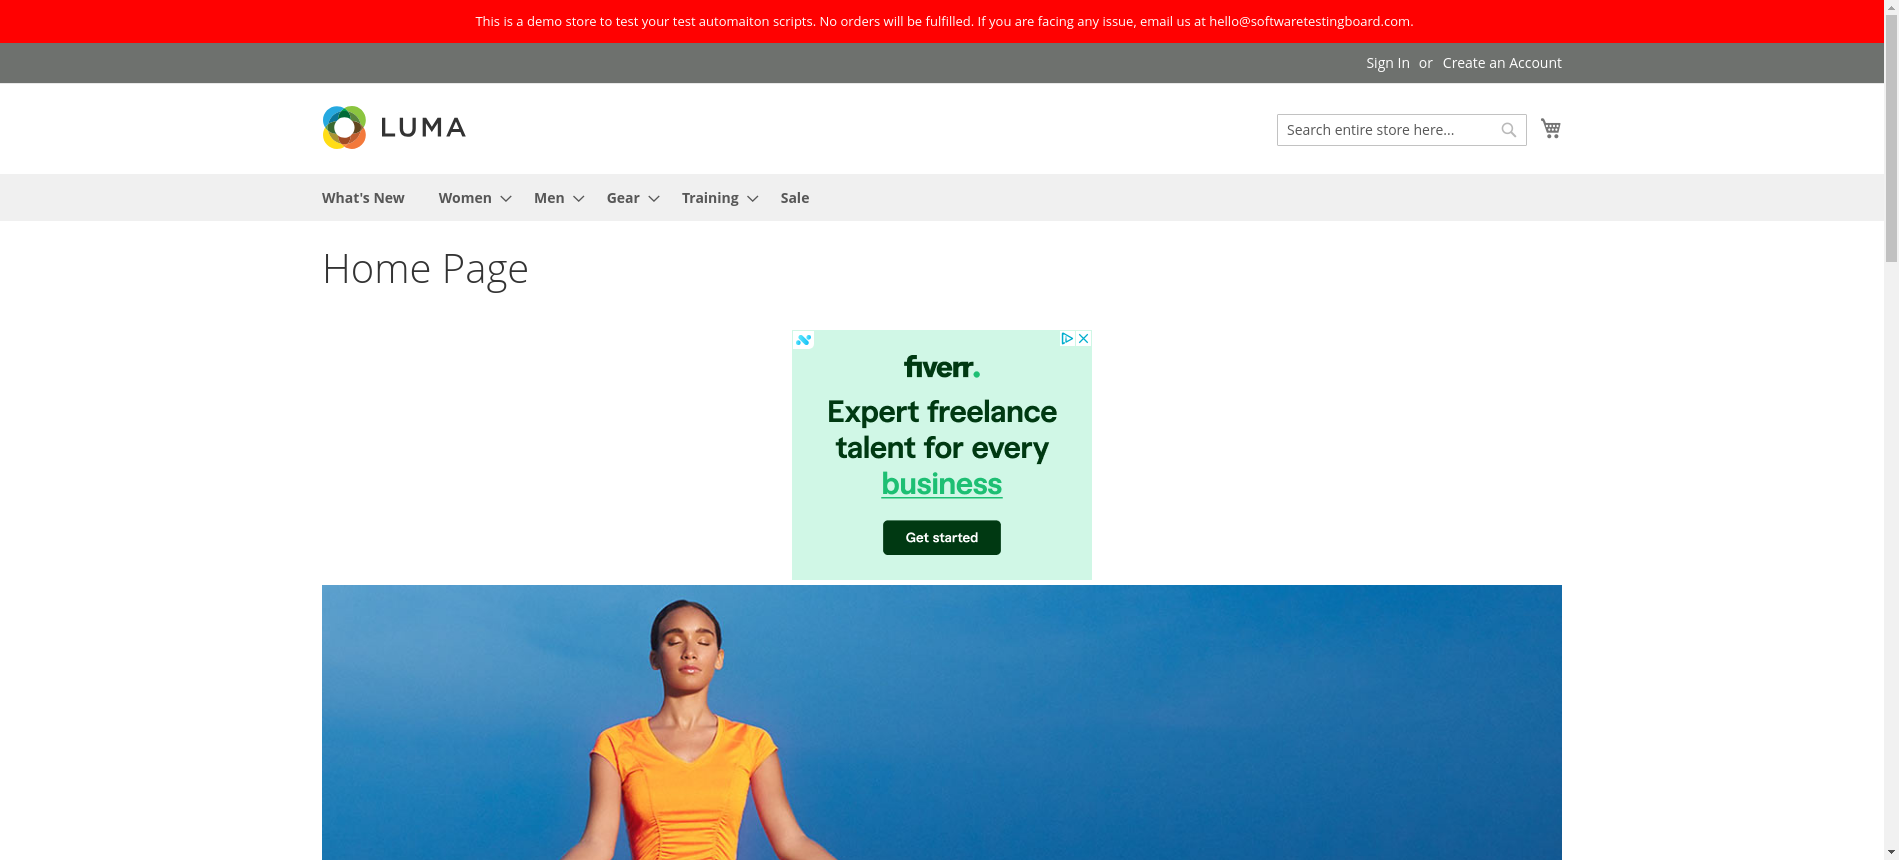 This is a demo store to test your test automaiton scripts. No orders will be fulfilled. If you are facing any issue, email us at hello@softwaretestingboard.com.
Sign In or Create an Account
LUMA
Search entire store here...
What's New Women Men Gear Training Sale
Home Page
fiverr.
Expert freelance
talent for every
business
Get started